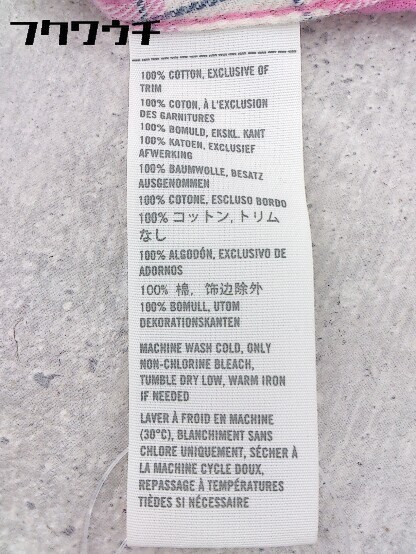 フクワウチ
100% COTTON, EXCLUSIVE OF
TRIM
100% COTON, À L'EXCLUSION
DES GARNITURES
100% BOMULD, EKSKL. KANT
100% KATOEN, EXCLUSIEF
AFWERKING
100% BAUMWOLLE, BESATZ
AUSGENOMMEN
100% COTONE, ESCLUSO BORDO
100% コットン, トリム
なし
100% ALGODÓN, EXCLUSIVO DE
ADORNOS
100% 棉, 饰边除外
100% BOMULL, UTOM
DEKORATIONSKANTEN
MACHINE WASH COLD, ONLY
NON-CHLORINE BLEACH,
TUMBLE DRY LOW, WARM IRON
IF NEEDED
LAVER À FROID EN MACHINE
(30°C), BLANCHIMENT SANS
CHLORE UNIQUEMENT, SÉCHER À
LA MACHINE CYCLE DOUX,
REPASSAGE À TEMPÉRATURES
TIÈDES SI NÉCESSAIRE